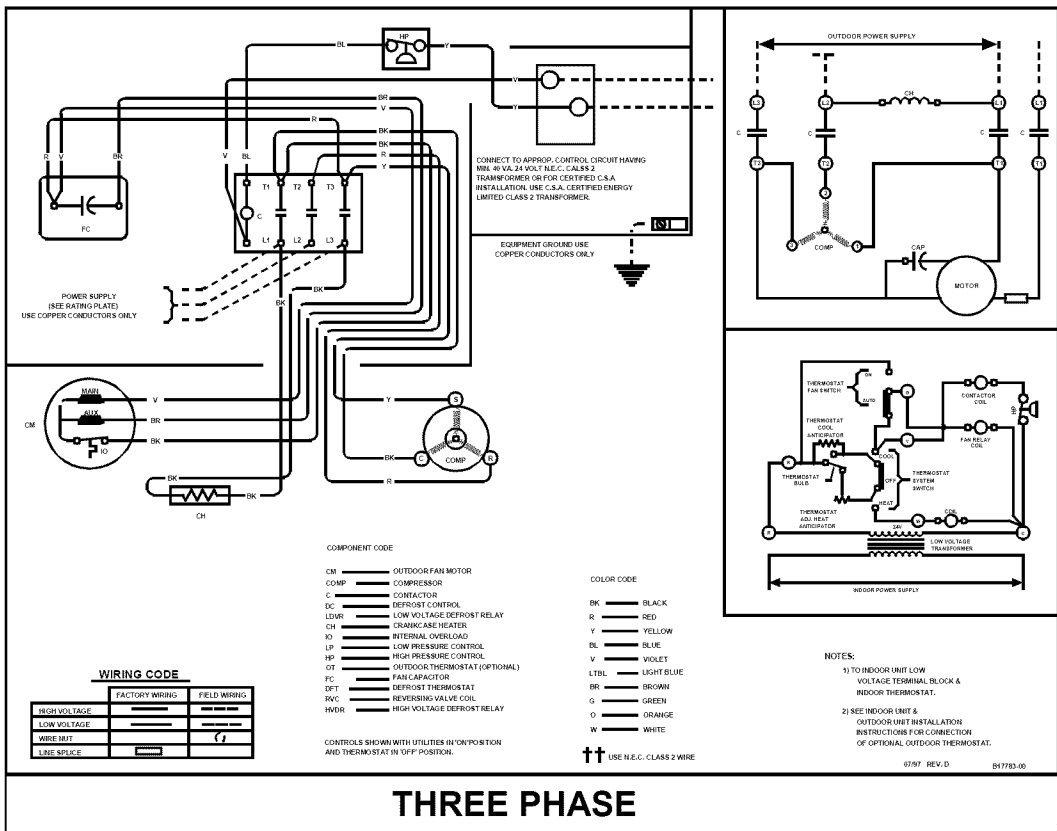 HP
BL
Y
V
Y
BR
V
R
BK
BK
R
Y
R
V
BR
V
BL
T1
T2
T3
C
L1
L2
L3
FC
CONNECT TO APPROP. CONTROL CIRCUIT HAVING
MIN. 40 VA. 24 VOLT N.E.C. CALSS 2
TRAMSFORMER OR FOR CERTIFIED C.S.A
INSTALLATION. USE C.S.A. CERTIFIED ENERGY
LIMITED CLASS 2 TRANSFORMER.
EQUIPMENT GROUND USE
COPPER CONDUCTORS ONLY
POWER SUPPLY
(SEE RATING PLATE)
USE COPPER CONDUCTORS ONLY
BK
BK
CM
MAIN
AUX
IO
V
BR
BK
BK
BK
CH
Y
BK
R
S
C
R
COMP
OUTDOOR POWER SUPPLY
L3
L2
CH
L1
L1
C
C
C
C
T3
T2
T1
T1
COMP
CAP
MOTOR
THERMOSTAT
FAN SWITCH
ON
AUTO
THERMOSTAT
COOL
ANTICIPATOR
THERMOSTAT
BULB
THERMOSTAT
ADJ. HEAT
ANTICIPATOR
COOL
OFF
HEAT
THERMOSTAT
SYSTEM
SWITCH
CONTACTOR
COIL
FAN RELAY
COIL
HP
COIL
24V
LOW VOLTAGE
TRANSFORMER
INDOOR POWER SUPPLY
COMPONENT CODE
CM OUTDOOR FAN MOTOR
COMP COMPRESSOR
C CONTACTOR
DC DEFROST CONTROL
LDVR LOW VOLTAGE DEFROST RELAY
CH CRANKCASE HEATER
IO INTERNAL OVERLOAD
LP LOW PRESSURE CONTROL
HP HIGH PRESSURE CONTROL
OT OUTDOOR THERMOSTAT (OPTIONAL)
FC FAN CAPACITOR
DFT DEFROST THERMOSTAT
RVC REVERSING VALVE COIL
HVDR HIGH VOLTAGE DEFROST RELAY
CONTROLS SHOWN WITH UTILITIES IN 'ON'POSITION
AND THERMOSTAT IN 'OFF' POSITION.
COLOR CODE
BK BLACK
R RED
Y YELLOW
BL BLUE
V VIOLET
LTBL LIGHT BLUE
BR BROWN
G GREEN
O ORANGE
W WHITE
†† USE N.E.C. CLASS 2 WIRE
WIRING CODE
FACTORY WIRING FIELD WIRING
HIGH VOLTAGE
LOW VOLTAGE
WIRE NUT
LINE SPLICE
NOTES:
1) TO INDOOR UNIT LOW
VOLTAGE TERMINAL BLOCK &
INDOOR THERMOSTAT.
2) SEE INDOOR UNIT &
OUTDOOR UNIT INSTALLATION
INSTRUCTIONS FOR CONNECTION
OF OPTIONAL OUTDOOR THERMOSTAT.
07/97 REV. D
B17783-08
THREE PHASE